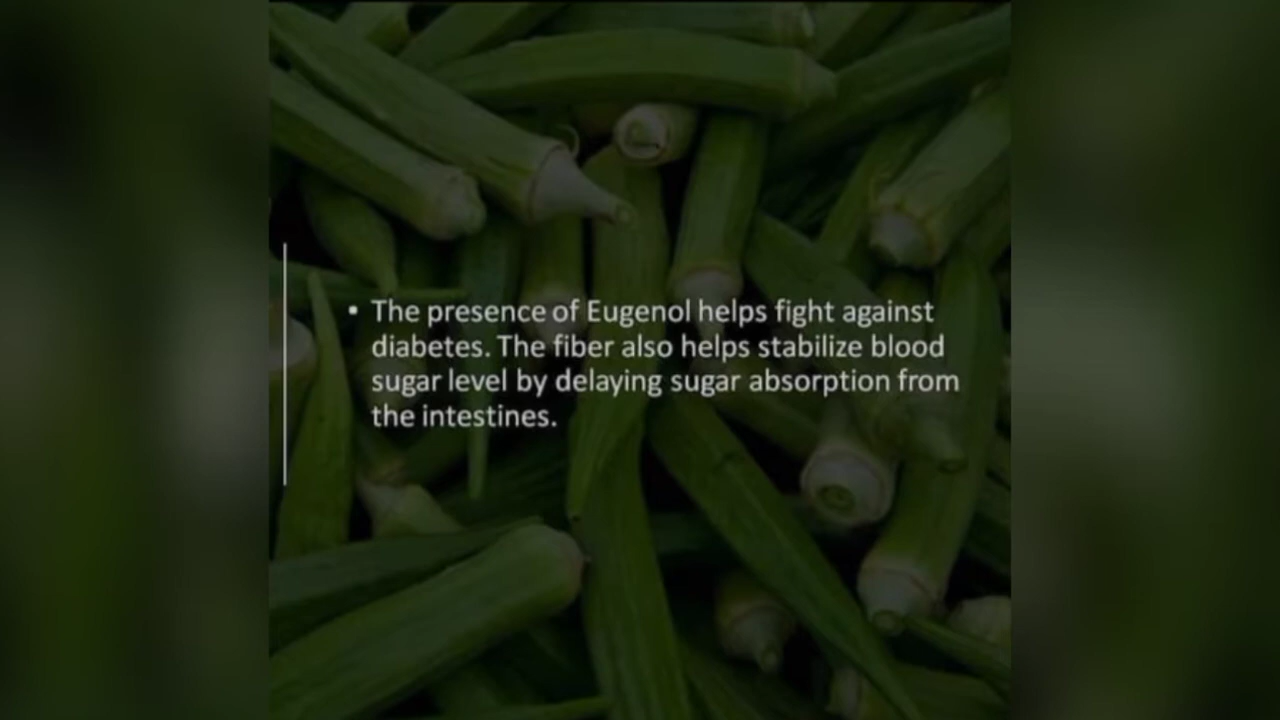 • The presence of Eugenol helps fight against
diabetes. The fiber also helps stabilize blood
sugar level by delaying sugar absorption from
the intestines.